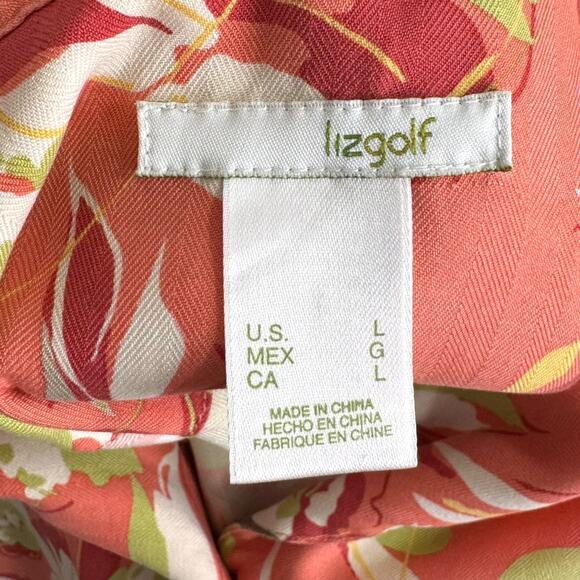 lizgolf
U.S. L
MEX G
CA L
MADE IN CHINA
HECHO EN CHINA
FABRIQUE EN CHINE